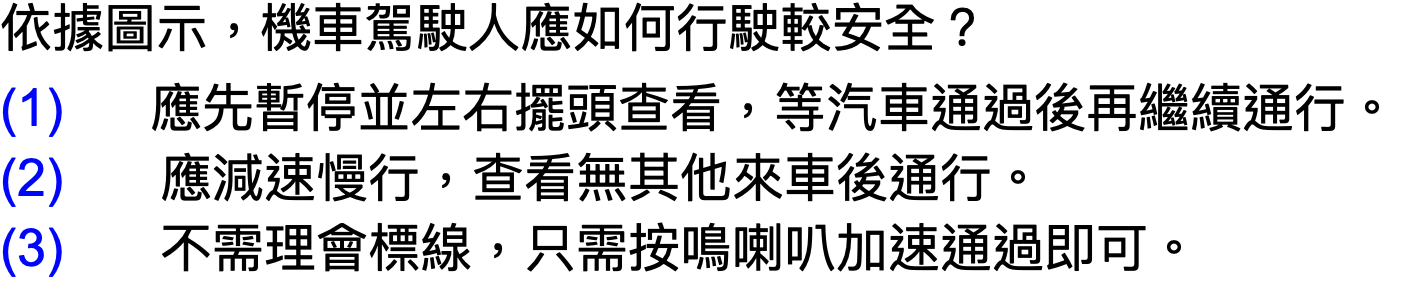 依據圖示，機車駕駛人應如何行駛較安全？
(1) 應先暫停並左右擺頭查看，等汽車通過後再繼續通行。
(2) 應減速慢行，查看無其他來車後通行。
(3) 不需理會標線，只需按鳴喇叭加速通過即可。